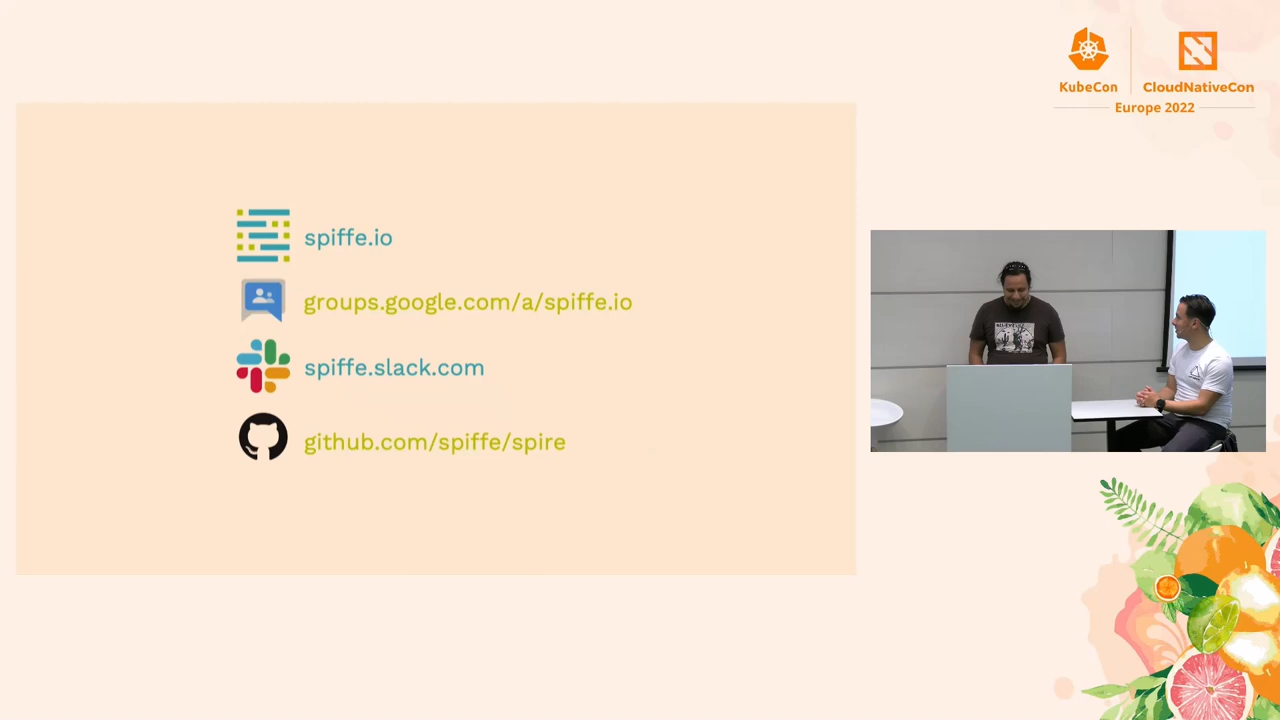 KubeCon
CloudNativeCon
Europe 2022
spiffe.io
groups.google.com/a/spiffe.io
spiffe.slack.com
github.com/spiffe/spire